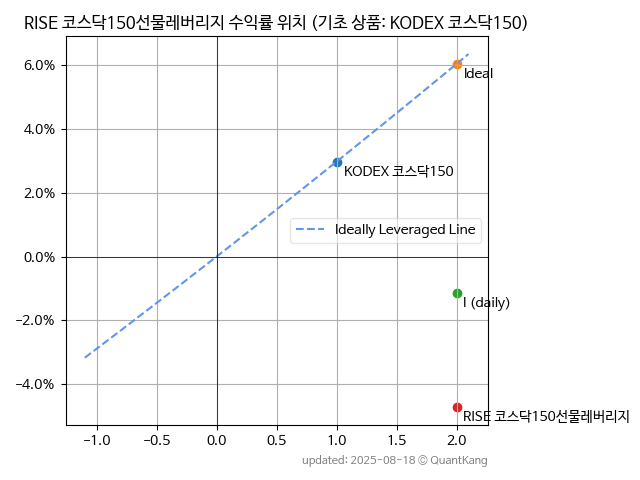 RISE 코스닥150선물레버리지 수익률 위치 (기초 상품: KODEX 코스닥150)
6.0%
Ideal
4.0%
KODEX 코스닥150
2.0%
Ideally Leveraged Line
0.0%
I (daily)
−2.0%
−4.0%
RISE 코스닥150선물레버리지
−1.0 −0.5 0.0 0.5 1.0 1.5 2.0
updated: 2025-08-18 © QuantKang